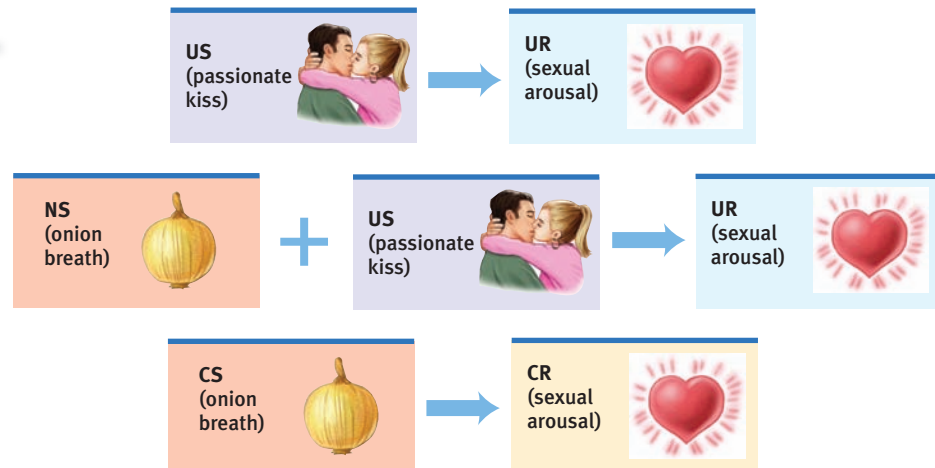 US
(passionate
kiss)
UR
(sexual
arousal)
NS
(onion
breath)
US
(passionate
kiss)
UR
(sexual
arousal)
CS
(onion
breath)
CR
(sexual
arousal)